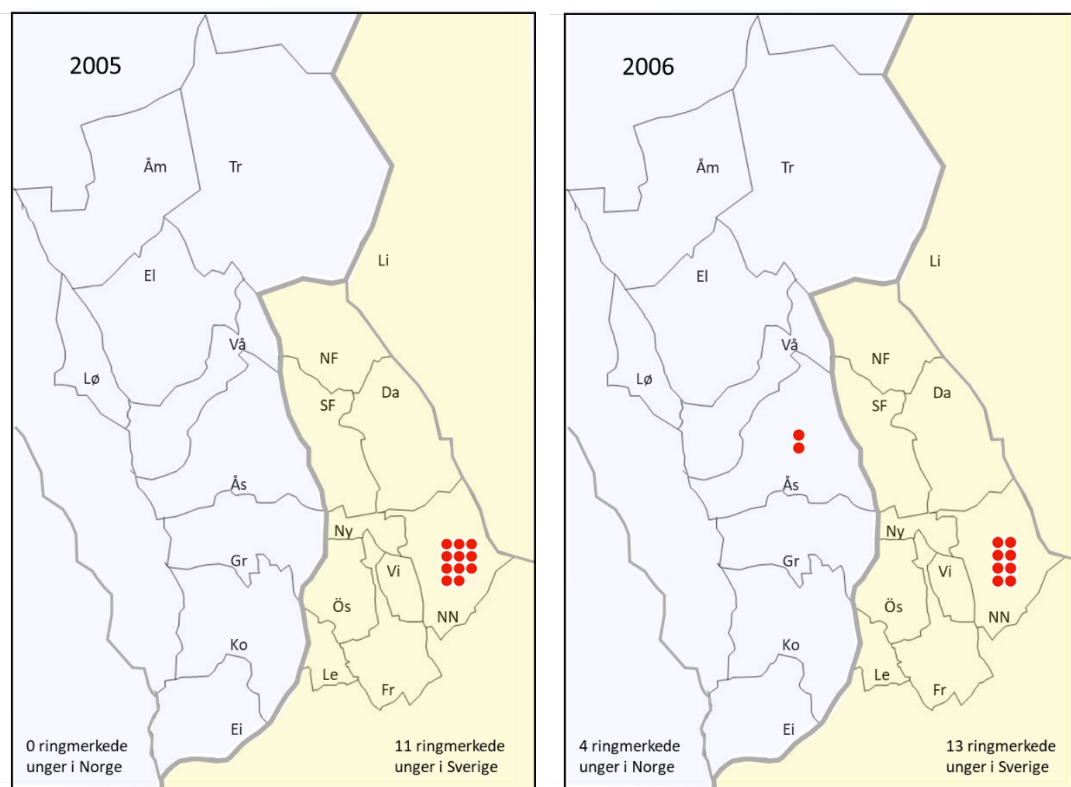 2005
Åm
Tr
Li
El
Vå
NF
Lø
Da
SF
Ås
Ny
Gr
Vi
Ös
NN
Ko
Le
Fr
Ei
0 ringmerkede
unger i Norge
11 ringmerkede
unger i Sverige
2006
Åm
Tr
Li
El
Vå
NF
Lø
Da
SF
Ås
Ny
Gr
Vi
Ös
NN
Ko
Le
Fr
Ei
4 ringmerkede
unger i Norge
13 ringmerkede
unger i Sverige